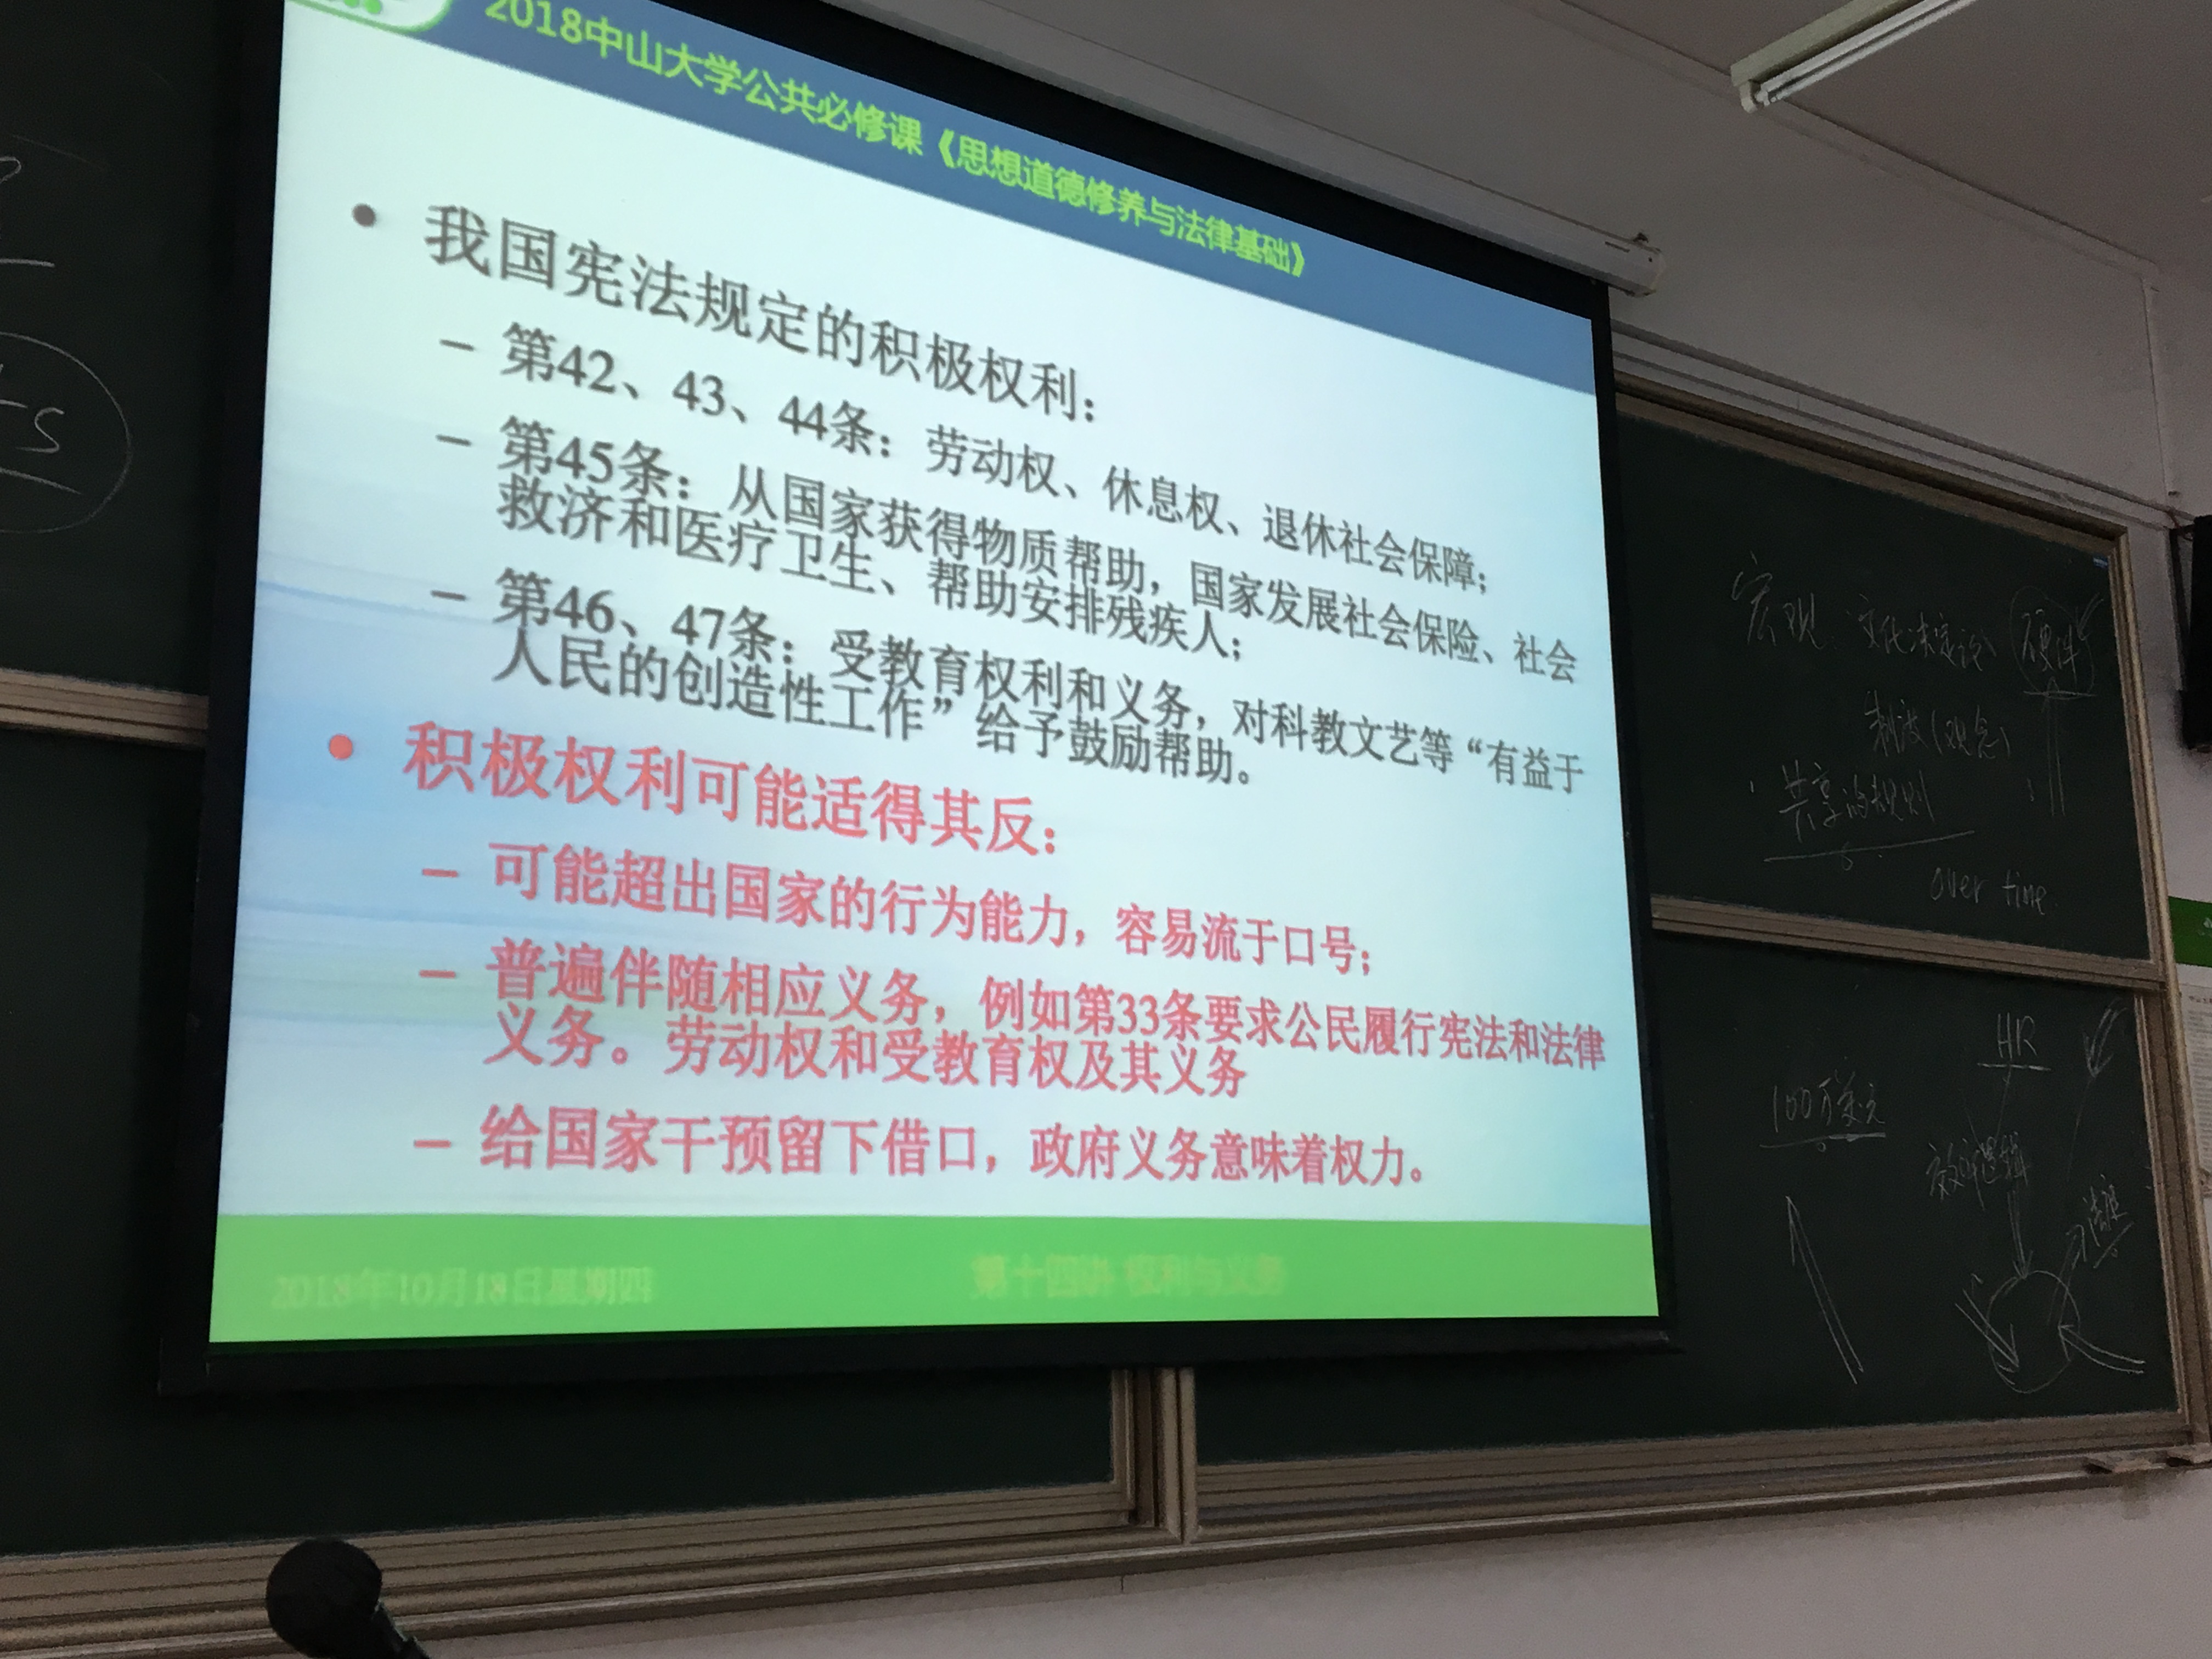 2018中山大学公共必修课《思想道德修养与法律基础》
• 我国宪法规定的积极权利：
– 第42、43、44条：劳动权、休息权、退休社会保障；
– 第45条：从国家获得物质帮助，国家发展社会保险、社会
救济和医疗卫生、帮助安排残疾人；
– 第46、47条：受教育权利和义务，对科教文艺等“有益于
人民的创造性工作”给予鼓励帮助。
• 积极权利可能适得其反：
– 可能超出国家的行为能力，容易流于口号；
– 普遍伴随相应义务，例如第33条要求公民履行宪法和法律
义务。劳动权和受教育权及其义务
– 给国家干预留下借口，政府义务意味着权力。
2018年10月18日星期四
第十四讲 权利与义务
宏观 文化决定论 硬件
制度(观念)
共享的规则
over time
HR
100万美元
效率逻辑